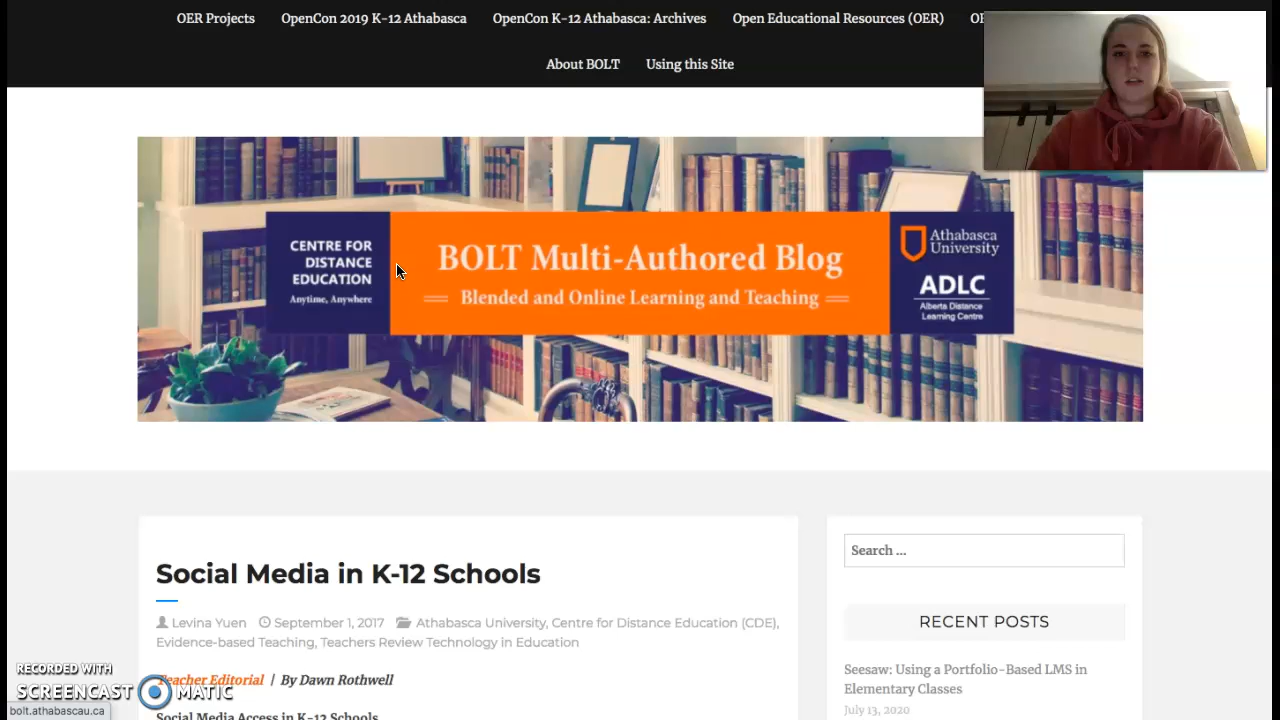 OER Projects OpenCon 2019 K-12 Athabasca OpenCon K-12 Athabasca: Archives Open Educational Resources (OER)
About BOLT Using this Site
CENTRE FOR
DISTANCE
EDUCATION
Anytime, Anywhere
BOLT Multi-Authored Blog
Blended and Online Learning and Teaching
Athabasca
University
ADLC
Alberta Distance
Learning Centre
Social Media in K-12 Schools
Levina Yuen September 1, 2017 Athabasca University, Centre for Distance Education (CDE),
Evidence-based Teaching, Teachers Review Technology in Education
Teacher Editorial | By Dawn Rothwell
Social Media Access in K-12 Schools
Search ...
RECENT POSTS
Seesaw: Using a Portfolio-Based LMS in
Elementary Classes
July 13, 2020
RECORDED WITH
SCREENCAST MATIC
bolt.athabascau.ca